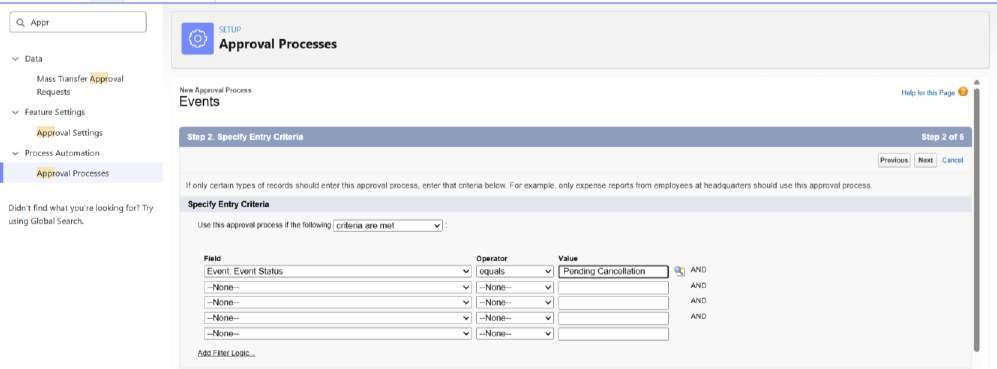 Appr
Data
Mass Transfer Approval
Requests
Feature Settings
Approval Settings
Process Automation
Approval Processes
Didn't find what you're looking for? Try
using Global Search.
SETUP
Approval Processes
New Approval Process
Events
Help for this Page
Step 2. Specify Entry Criteria
Step 2 of 6
Previous Next Cancel
If only certain types of records should enter this approval process, enter that criteria below. For example, only expense reports from employees at headquarters should use this approval process.
Specify Entry Criteria
Use this approval process if the following criteria are met :
Field Operator Value
Event: Event Status equals Pending Cancellation AND
--None-- --None-- AND
--None-- --None-- AND
--None-- --None-- AND
--None-- --None--
Add Filter Logic...